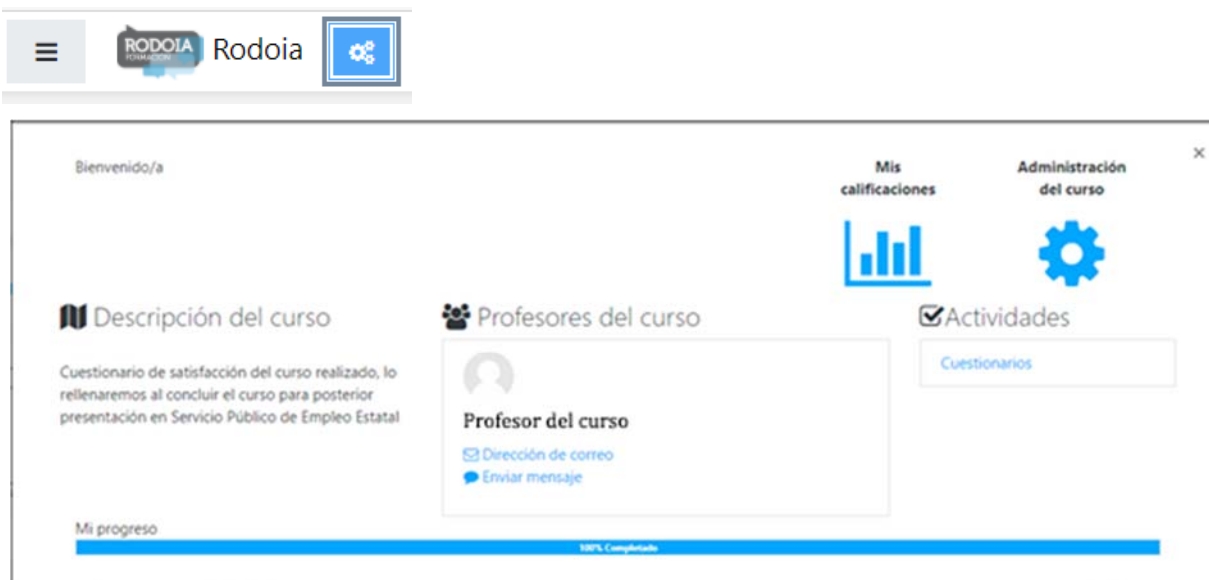 RODOIA
FORMACION
Rodoia
Bienvenido/a
Mis
calificaciones
Administración
del curso
×
Descripción del curso
Profesores del curso
Actividades
Cuestionario de satisfacción del curso realizado, lo
rellenaremos al concluir el curso para posterior
presentación en Servicio Público de Empleo Estatal
Profesor del curso
Dirección de correo
Enviar mensaje
Cuestionarios
Mi progreso
100% Completado